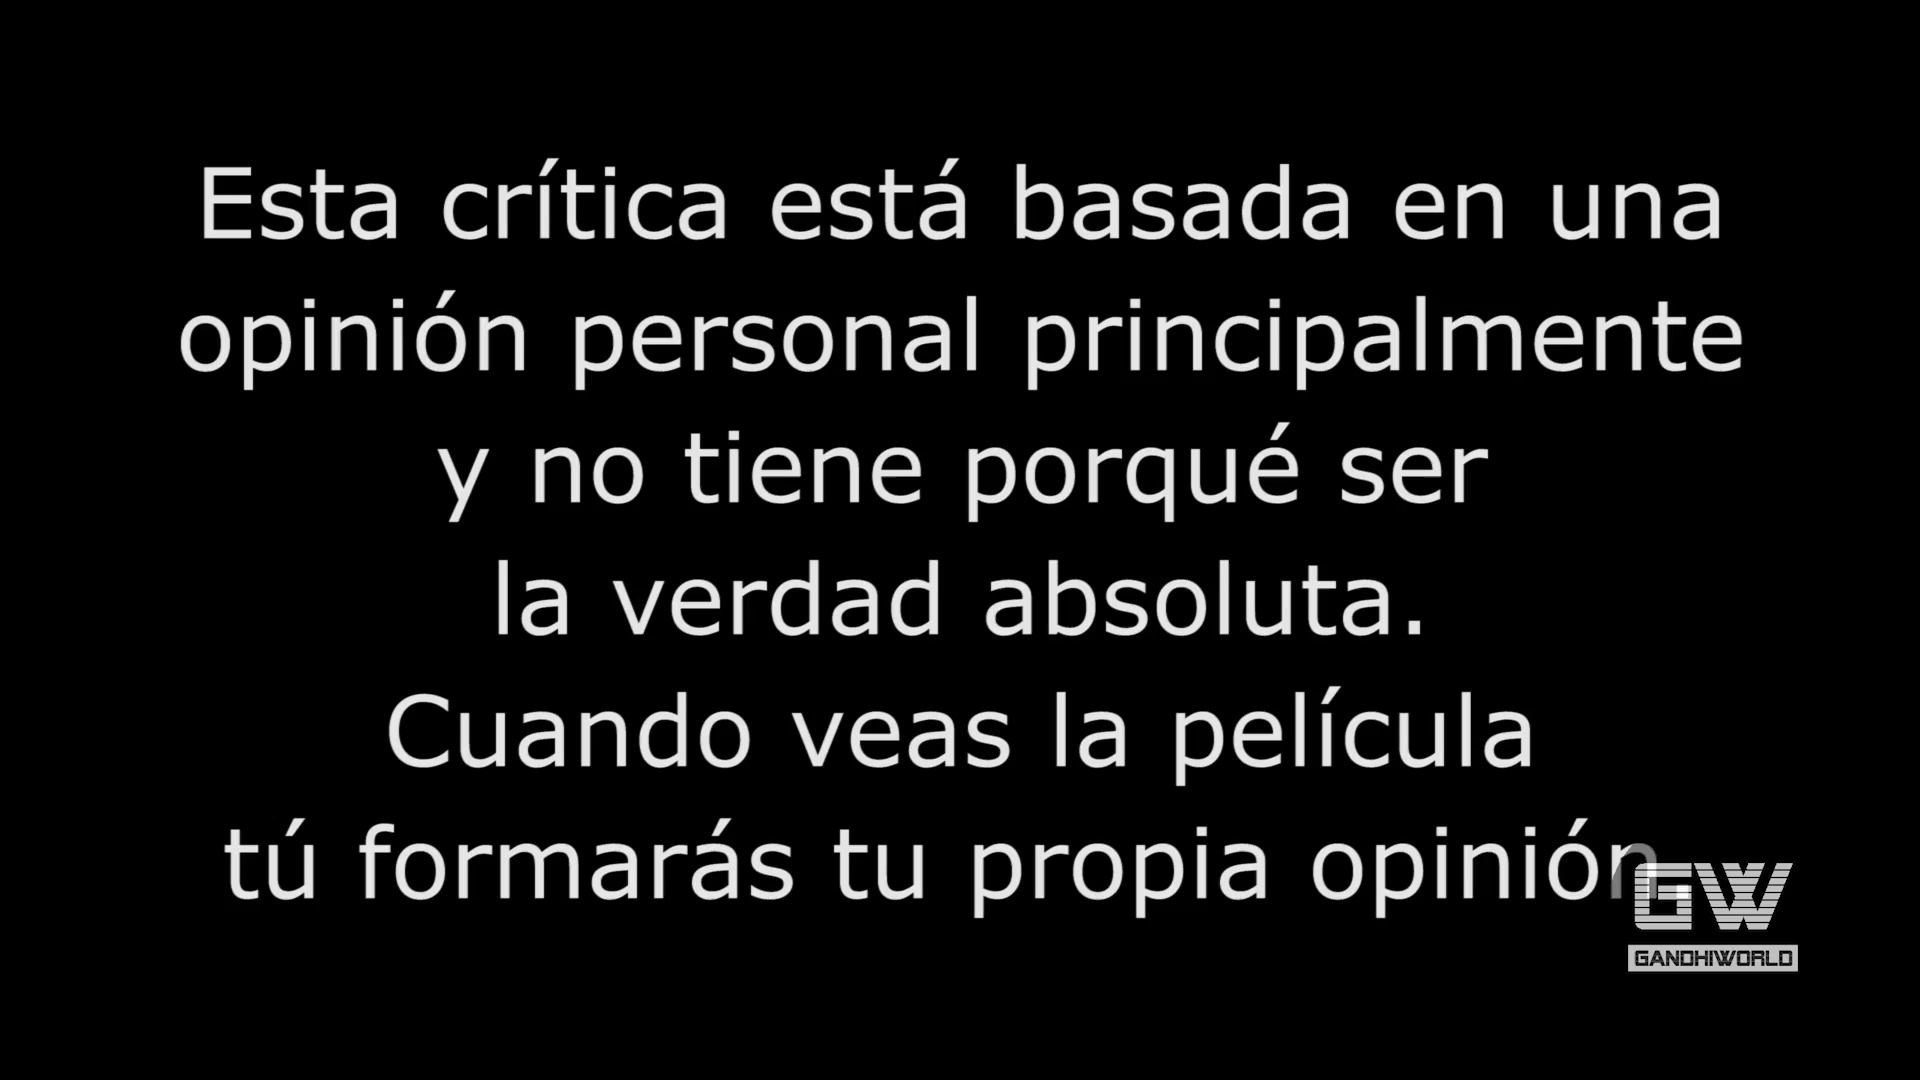 Esta crítica está basada en una
opinión personal principalmente
y no tiene porqué ser
la verdad absoluta.
Cuando veas la película
tú formarás tu propia opinión
GW
GANDHIWORLD